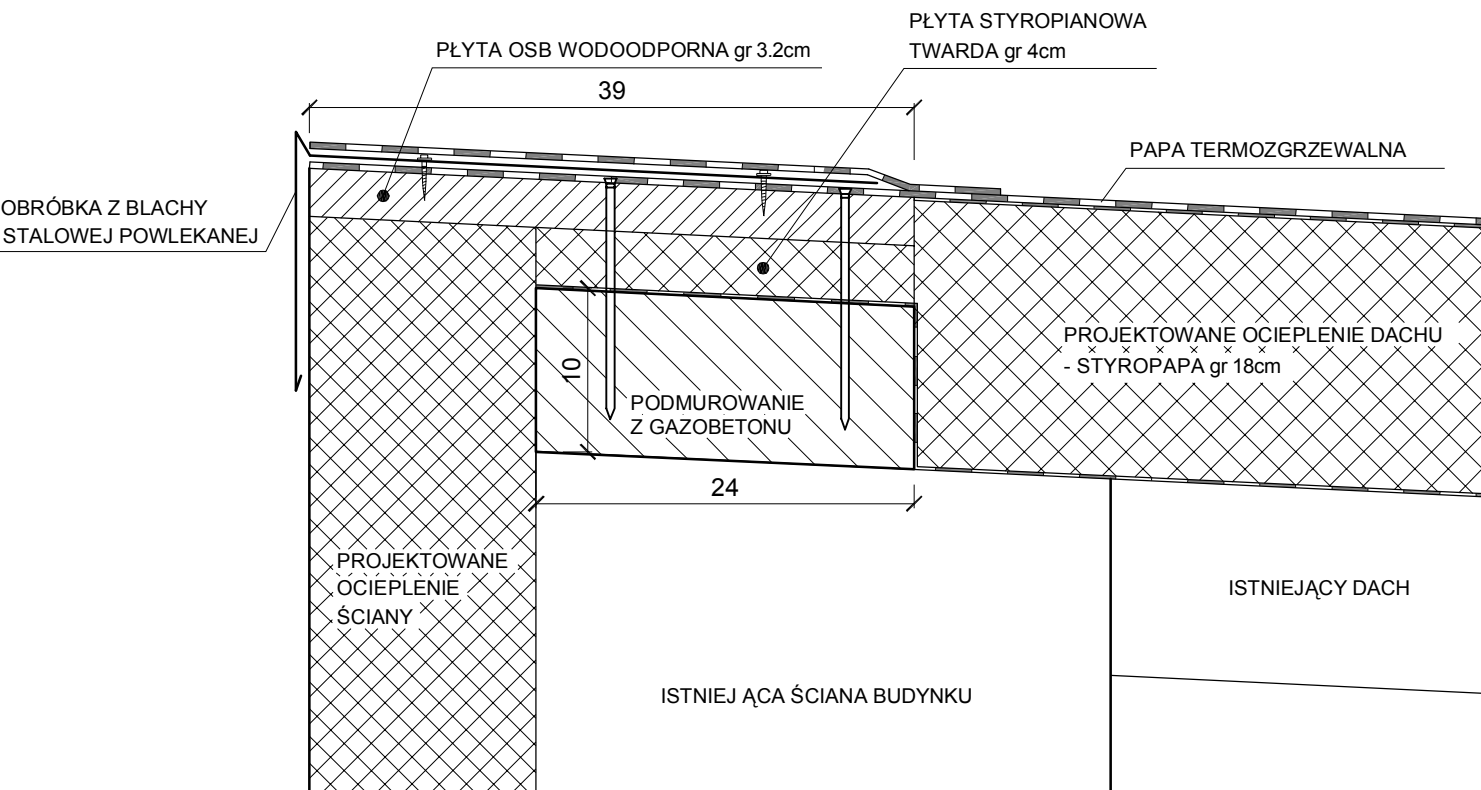 PŁYTA STYROPIANOWA
TWARDA gr 4cm
PŁYTA OSB WODOODPORNA gr 3.2cm
39
PAPA TERMOZGRZEWALNA
OBRÓBKA Z BLACHY
STALOWEJ POWLEKANEJ
PROJEKTOWANE OCIEPLENIE DACHU
- STYROPAPA gr 18cm
10
PODMUROWANIE
Z GAZOBETONU
24
PROJEKTOWANE
OCIEPLENIE
ŚCIANY
ISTNIEJĄCY DACH
ISTNIEJ ĄCA ŚCIANA BUDYNKU